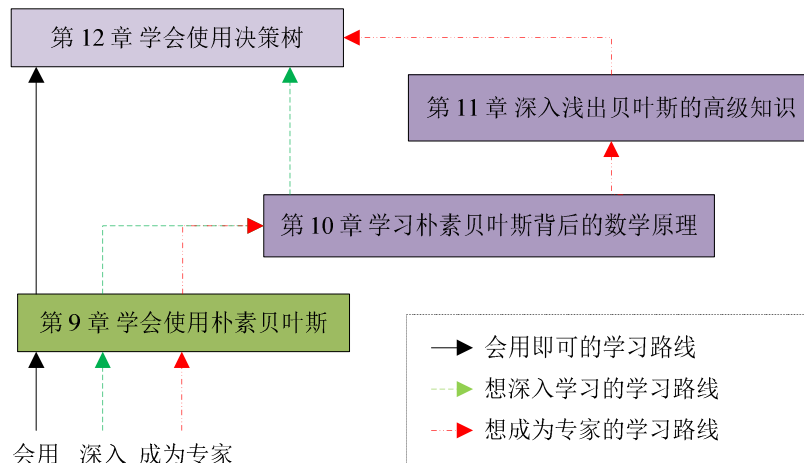 第 12 章 学会使用决策树
第 11 章 深入浅出贝叶斯的高级知识
第 10 章 学习朴素贝叶斯背后的数学原理
第 9 章 学会使用朴素贝叶斯
会用即可的学习路线
想深入学习的学习路线
想成为专家的学习路线
会用 深入 成为专家